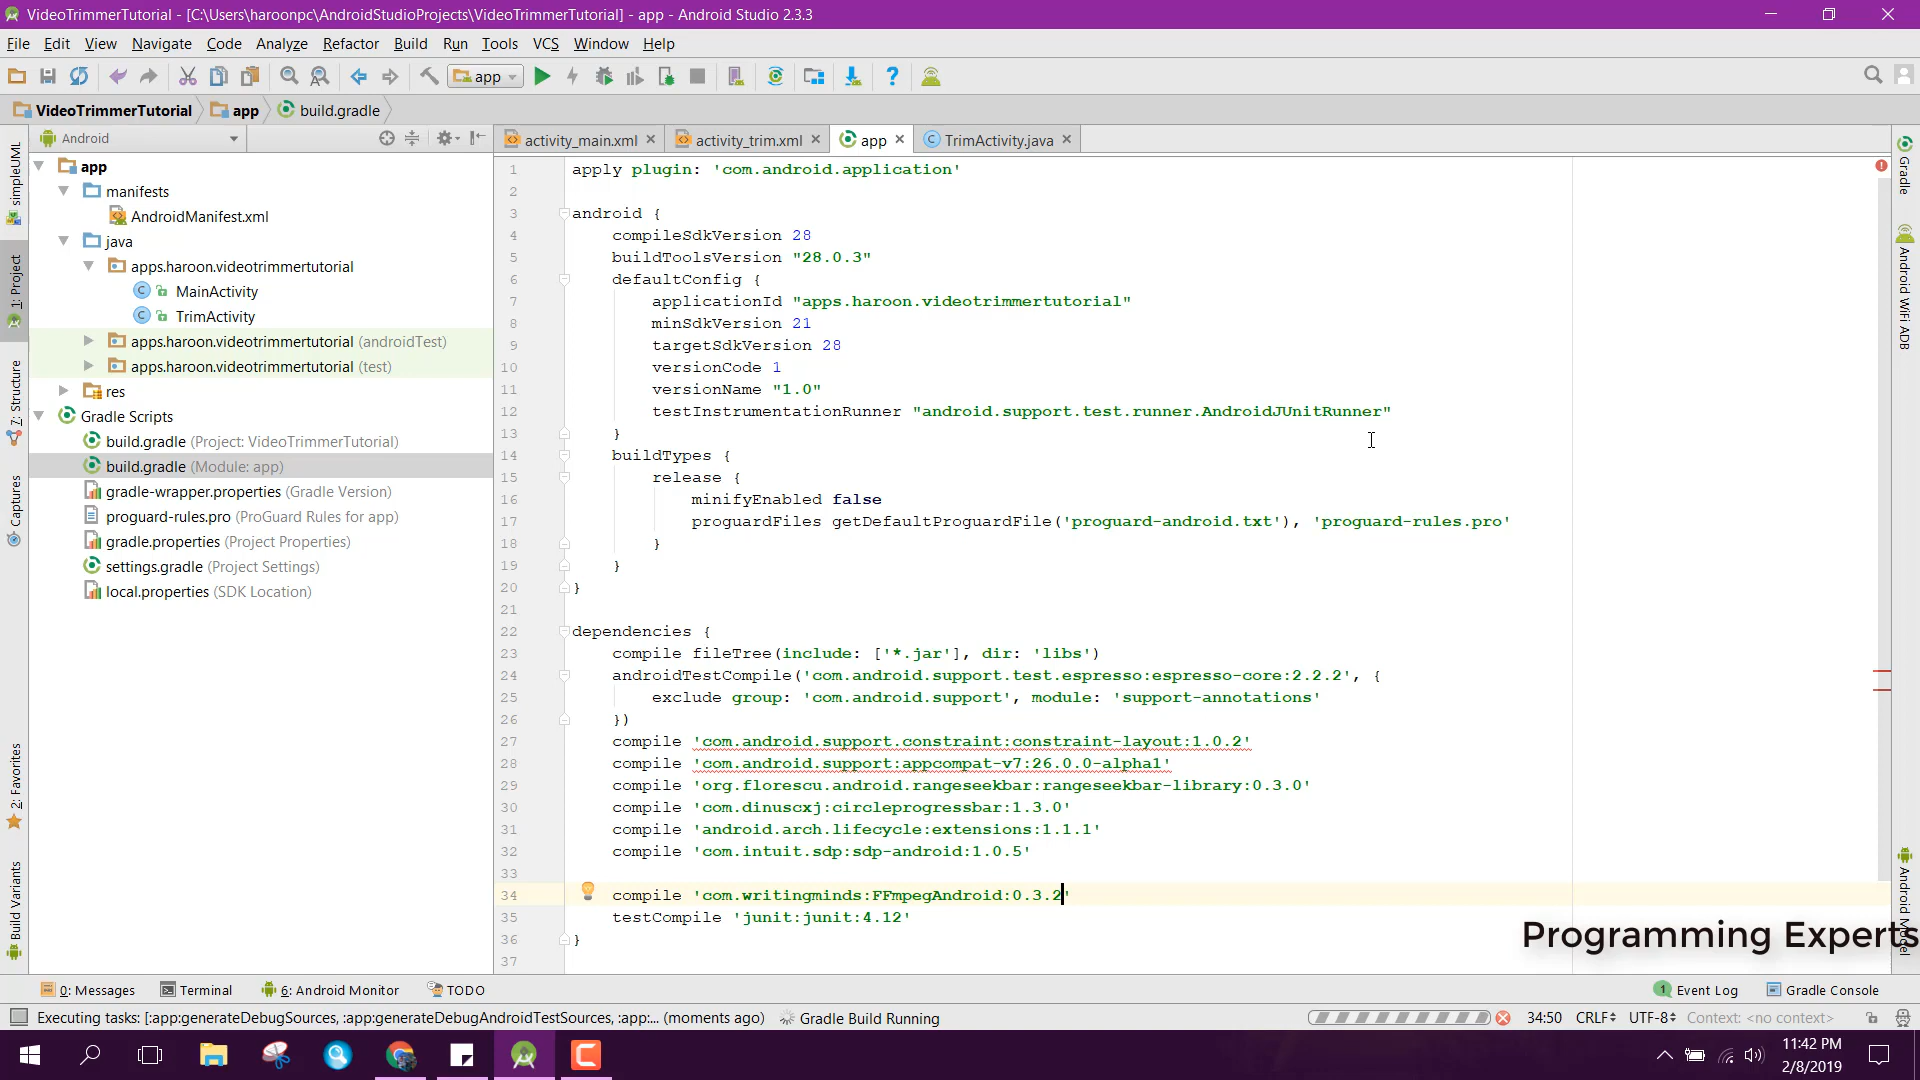 VideoTrimmerTutorial - [C:\Users\haroonpc\AndroidStudioProjects\VideoTrimmerTutorial] - app - Android Studio 2.3.3
File Edit View Navigate Code Analyze Refactor Build Run Tools VCS Window Help
app
VideoTrimmerTutorial app build.gradle
Android
activity_main.xml activity_trim.xml app TrimActivity.java
app
manifests
AndroidManifest.xml
java
apps.haroon.videotrimmertutorial
MainActivity
TrimActivity
apps.haroon.videotrimmertutorial (androidTest)
apps.haroon.videotrimmertutorial (test)
res
Gradle Scripts
build.gradle (Project: VideoTrimmerTutorial)
build.gradle (Module: app)
gradle-wrapper.properties (Gradle Version)
proguard-rules.pro (ProGuard Rules for app)
gradle.properties (Project Properties)
settings.gradle (Project Settings)
local.properties (SDK Location)
simpleUML
1: Project
7: Structure
Captures
2: Favorites
Build Variants
1 apply plugin: 'com.android.application'
2
3 android {
4 compileSdkVersion 28
5 buildToolsVersion "28.0.3"
6 defaultConfig {
7 applicationId "apps.haroon.videotrimmertutorial"
8 minSdkVersion 21
9 targetSdkVersion 28
10 versionCode 1
11 versionName "1.0"
12 testInstrumentationRunner "android.support.test.runner.AndroidJUnitRunner"
13 }
14 buildTypes {
15 release {
16 minifyEnabled false
17 proguardFiles getDefaultProguardFile('proguard-android.txt'), 'proguard-rules.pro'
18 }
19 }
20 }
21
22 dependencies {
23 compile fileTree(include: ['*.jar'], dir: 'libs')
24 androidTestCompile('com.android.support.test.espresso:espresso-core:2.2.2', {
25 exclude group: 'com.android.support', module: 'support-annotations'
26 })
27 compile 'com.android.support.constraint:constraint-layout:1.0.2'
28 compile 'com.android.support:appcompat-v7:26.0.0-alpha1'
29 compile 'org.florescu.android.rangeseekbar:rangeseekbar-library:0.3.0'
30 compile 'com.dinuscxj:circleprogressbar:1.3.0'
31 compile 'android.arch.lifecycle:extensions:1.1.1'
32 compile 'com.intuit.sdp:sdp-android:1.0.5'
33
34 compile 'com.writingminds:FFmpegAndroid:0.3.2'
35 testCompile 'junit:junit:4.12'
36 }
37
Gradle
Android WiFi ADB
Android Model
Programming Experts
0: Messages Terminal 6: Android Monitor TODO 1 Event Log Gradle Console
Executing tasks: [:app:generateDebugSources, :app:generateDebugAndroidTestSources, :app:... (moments ago) Gradle Build Running 34:50 CRLF UTF-8 Context: <no context>
11:42 PM
2/8/2019